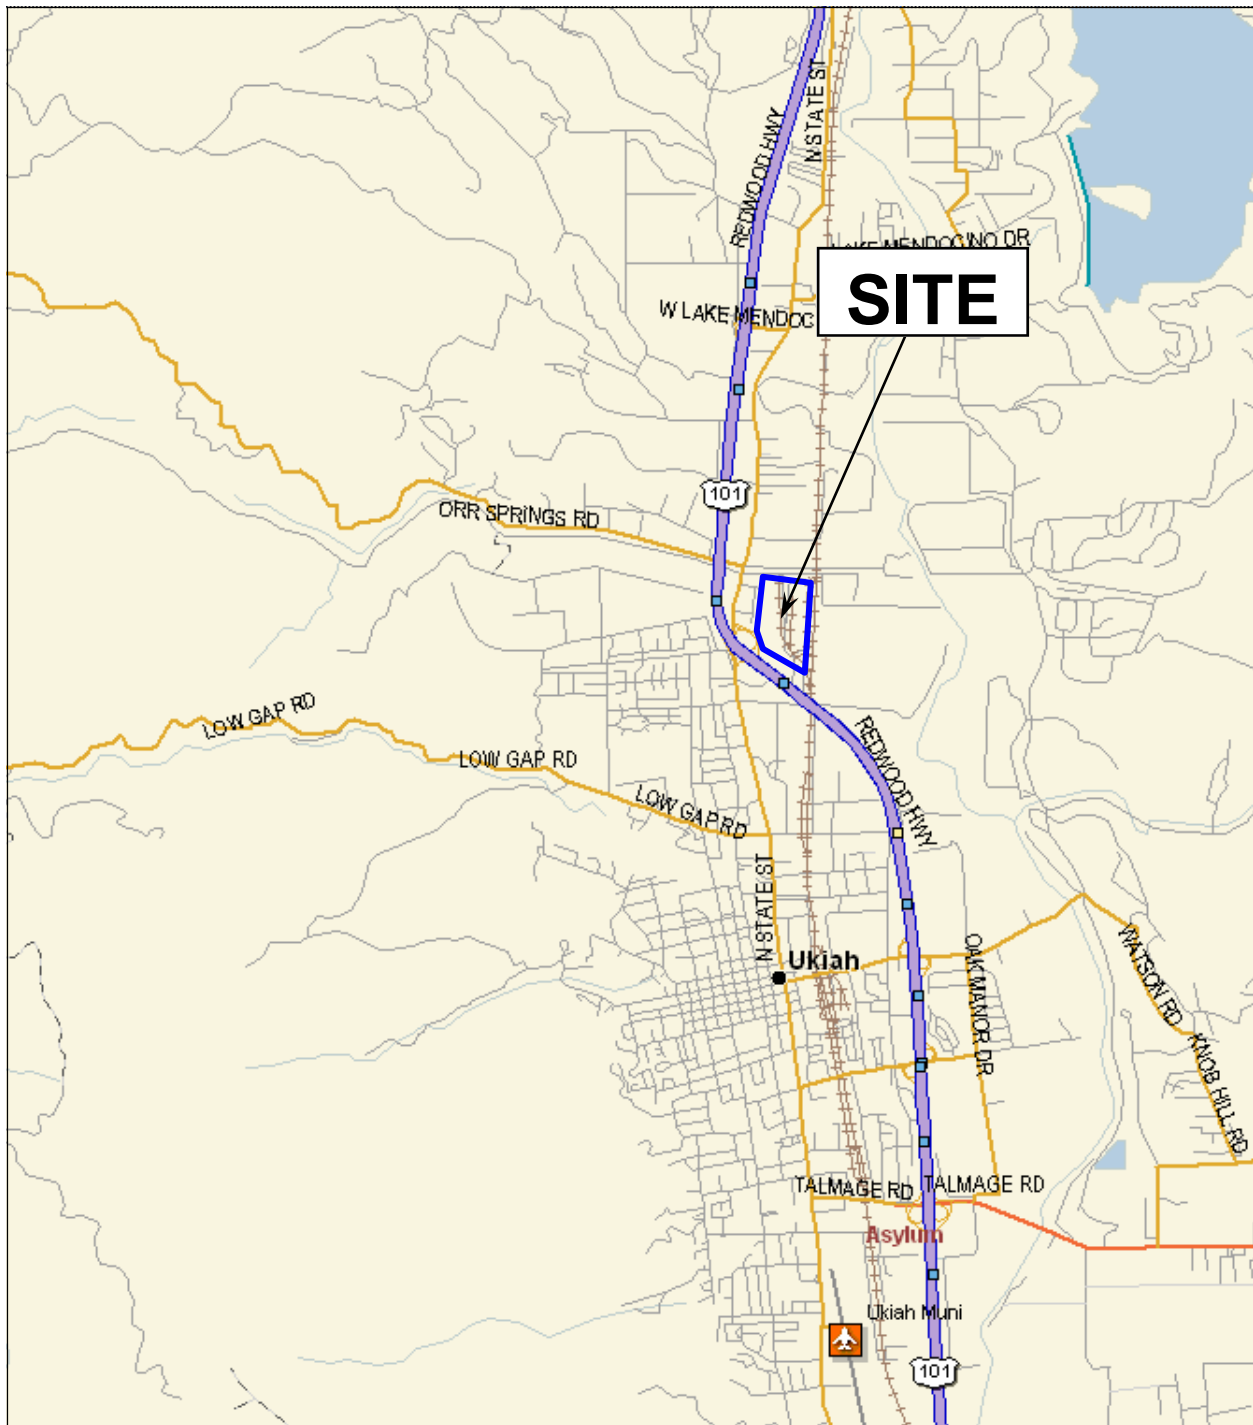 N STATE ST
REDWOOD HWY
LAKE MENDOCINO DR
SITE
W LAKE MENDOC
101
ORR SPRINGS RD
LOW GAP RD
LOW GAP RD
LOW GAP RD
REDWOOD HWY
N STATE ST
Ukiah
OAK MANOR DR
WATSON RD
KNOB HILL RD
TALMAGE RD
TALMAGE RD
Asylum
Ukiah Muni
101